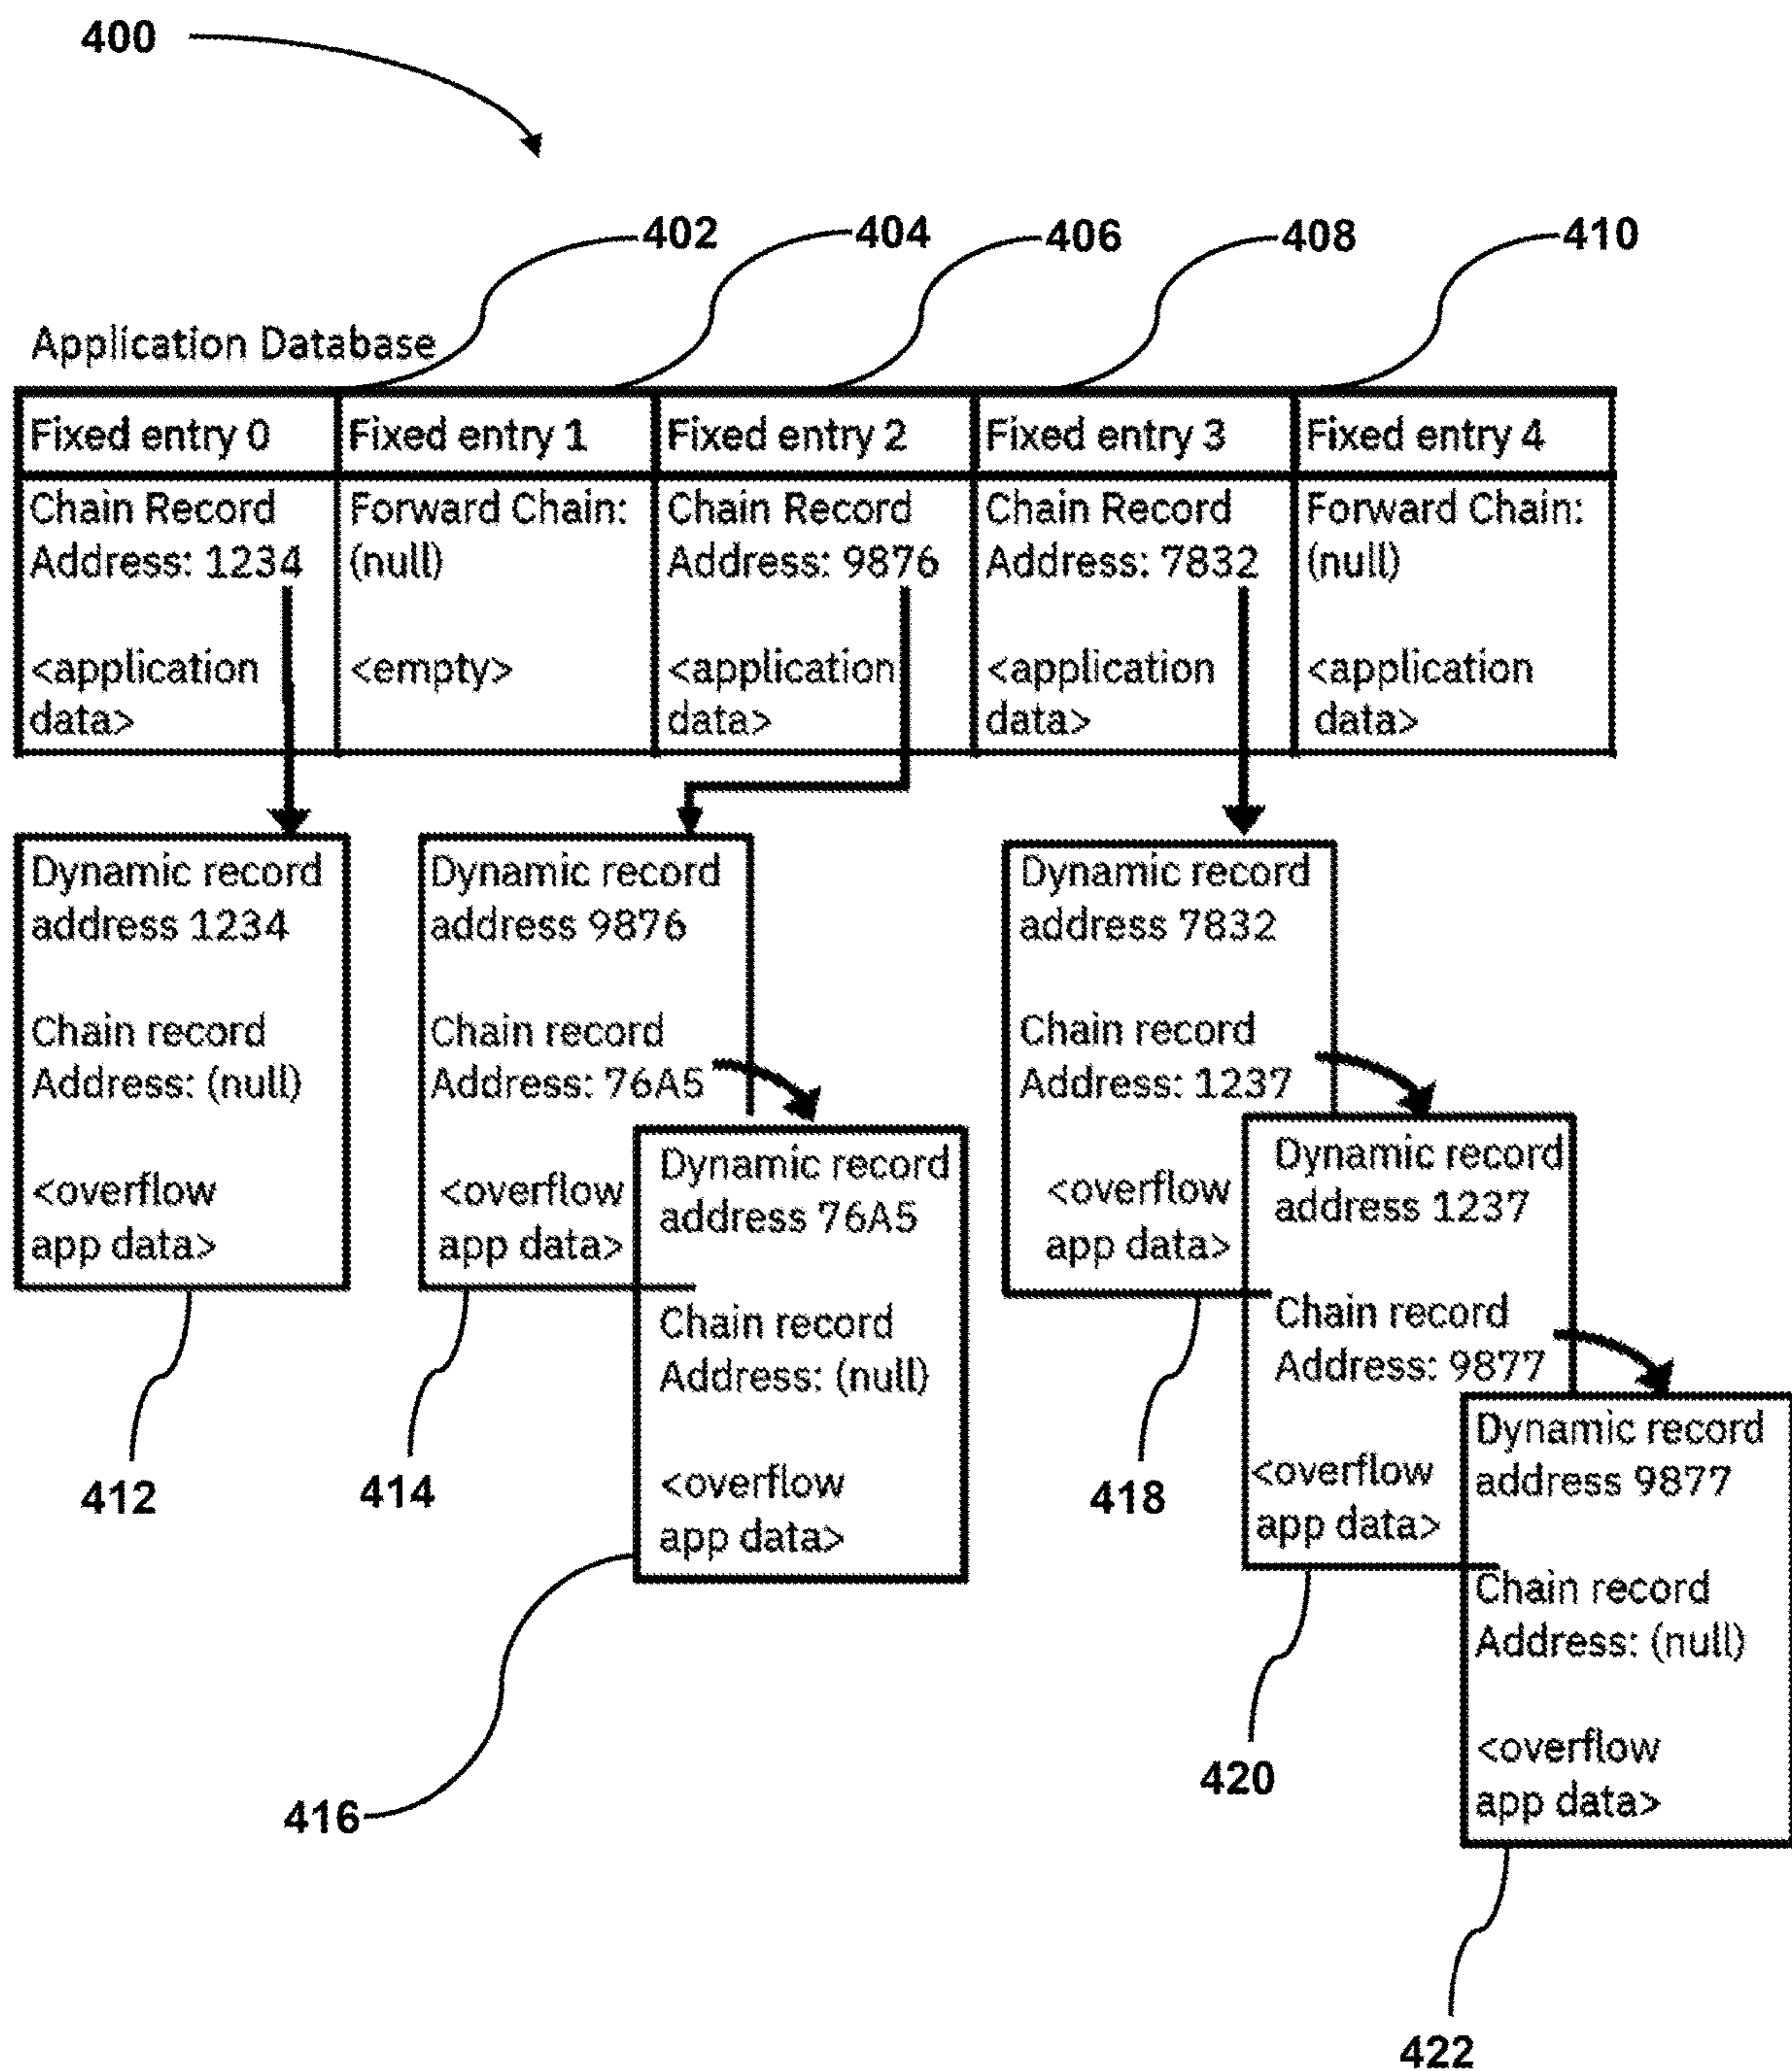 400
402
404
406
408
410
Application Database
Fixed entry 0
Fixed entry 1
Fixed entry 2
Fixed entry 3
Fixed entry 4
Chain Record
Address: 1234
<application
data>
Forward Chain:
(null)
<empty>
Chain Record
Address: 9876
<application
data>
Chain Record
Address: 7832
<application
data>
Forward Chain:
(null)
<application
data>
Dynamic record
address 1234
Chain record
Address: (null)
<overflow
app data>
412
Dynamic record
address 9876
Chain record
Address: 76A5
<overflow
app data>
414
Dynamic record
address 76A5
Chain record
Address: (null)
<overflow
app data>
416
Dynamic record
address 7832
Chain record
Address: 1237
<overflow
app data>
418
Dynamic record
address 1237
Chain record
Address: 9877
<overflow
app data>
420
Dynamic record
address 9877
Chain record
Address: (null)
<overflow
app data>
422